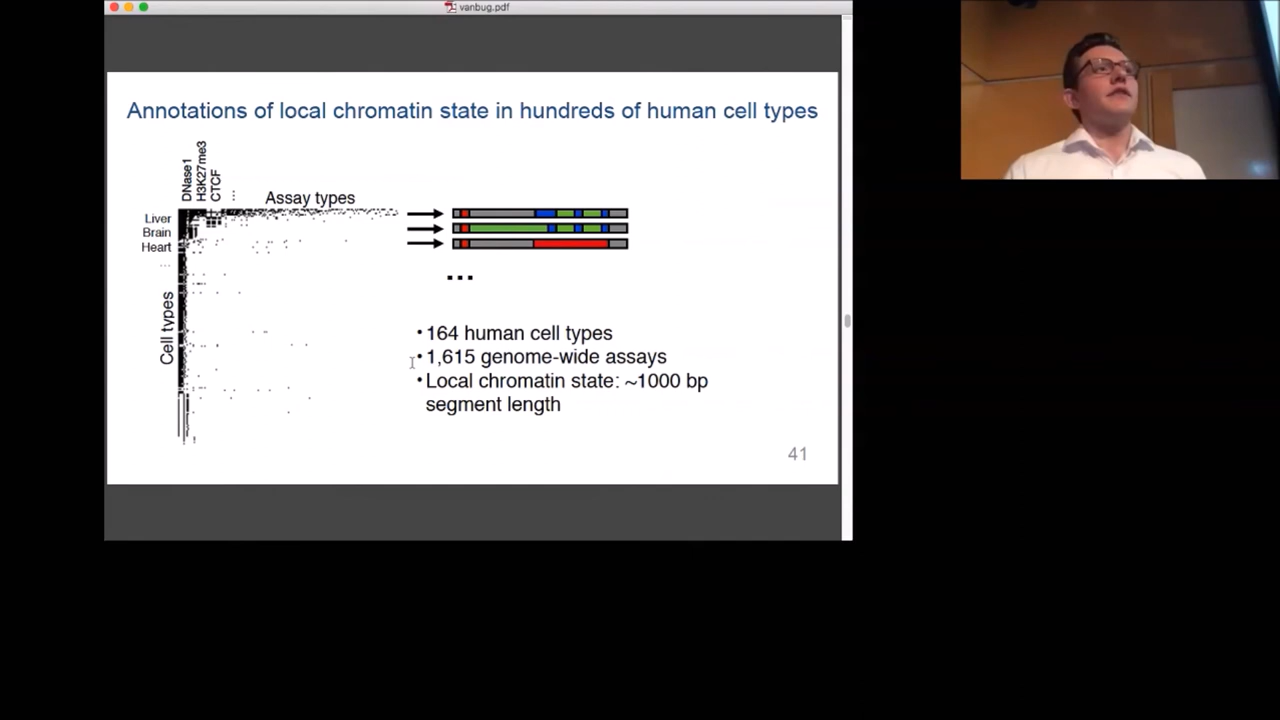 vanbug.pdf
Annotations of local chromatin state in hundreds of human cell types
DNase1
H3K27me3
CTCF
...
Assay types
Liver
Brain
Heart
...
Cell types
...
• 164 human cell types
• 1,615 genome-wide assays
• Local chromatin state: ~1000 bp
segment length
41